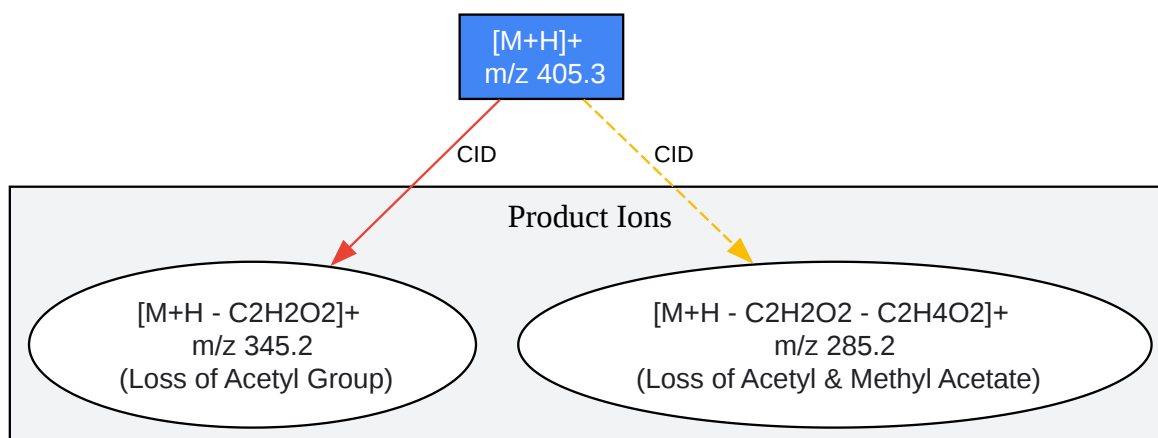 [M+H]+
m/z 405.3
CID
CID
Product Ions
[M+H - C2H2O2]+
m/z 345.2
(Loss of Acetyl Group)
[M+H - C2H2O2 - C2H4O2]+
m/z 285.2
(Loss of Acetyl & Methyl Acetate)